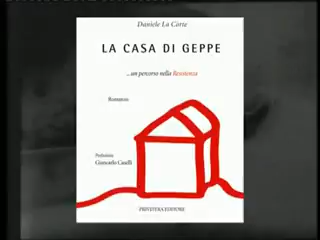 Daniele La Corte
LA CASA DI GEPPE
...un percorso nella Resistenza
Romanzo
Prefazione
Giancarlo Caselli
PRIVITERA EDITORE